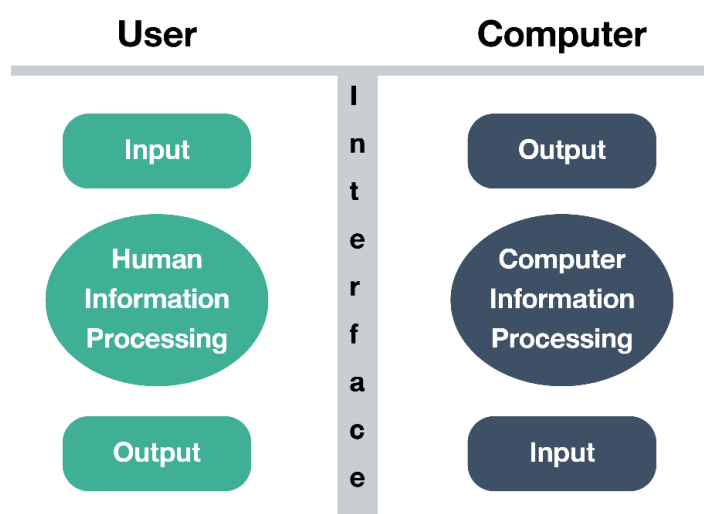 User
Computer
Input
Human
Information
Processing
Output
I
n
t
e
r
f
a
c
e
Output
Computer
Information
Processing
Input